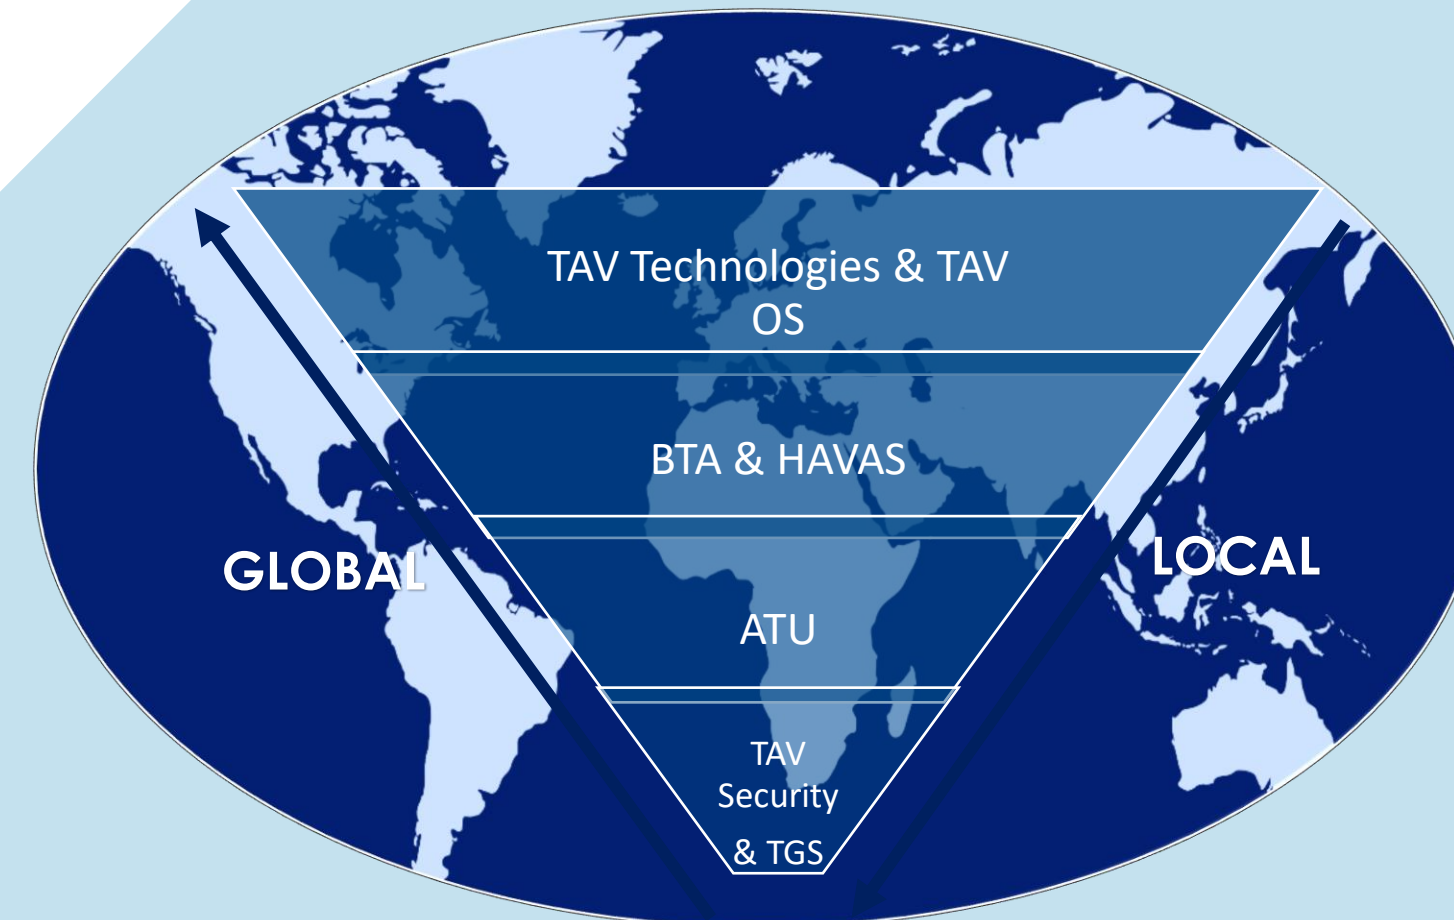 TAV Technologies & TAV
OS
BTA & HAVAS
GLOBAL
LOCAL
ATU
TAV
Security
& TGS